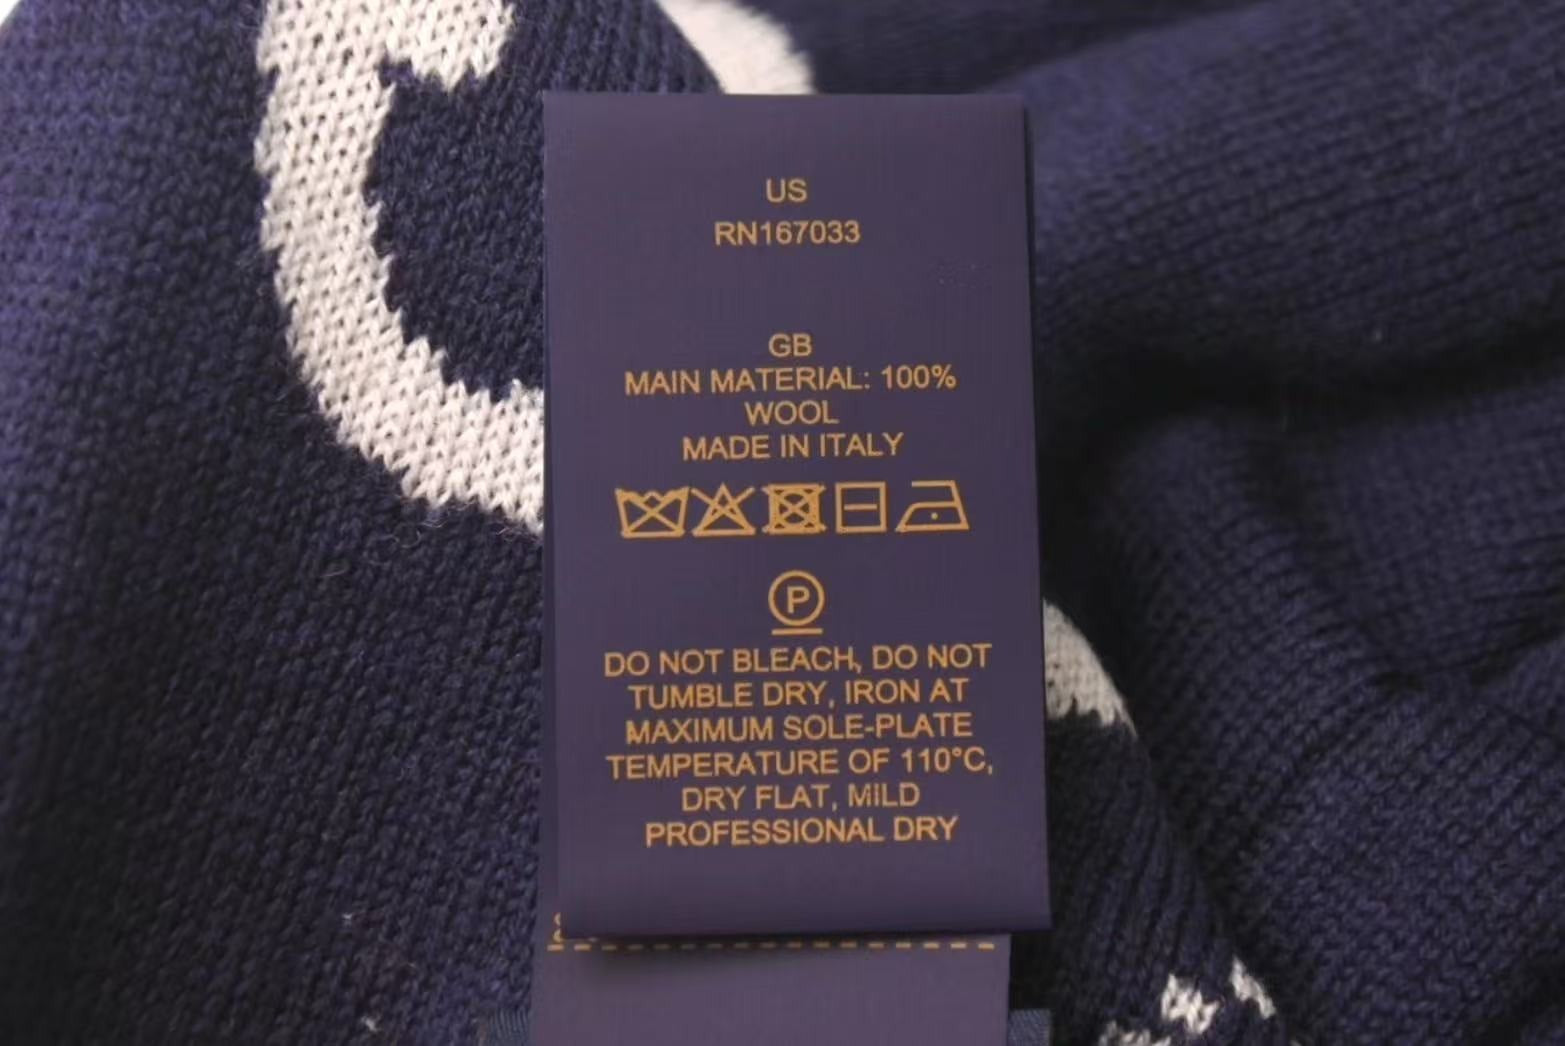 US
RN167033
GB
MAIN MATERIAL: 100%
WOOL
MADE IN ITALY
P
DO NOT BLEACH, DO NOT
TUMBLE DRY, IRON AT
MAXIMUM SOLE-PLATE
TEMPERATURE OF 110°C,
DRY FLAT, MILD
PROFESSIONAL DRY